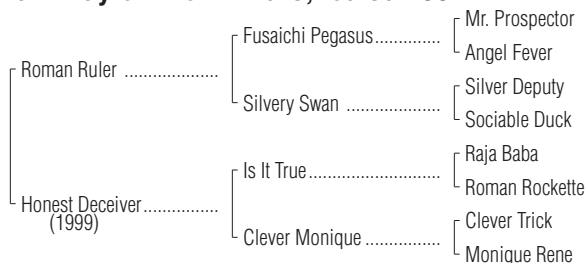 Mr. Prospector
Fusaichi Pegasus
Angel Fever
Roman Ruler
Silver Deputy
Silvery Swan
Sociable Duck
Raja Baba
Is It True
Roman Rockette
Honest Deceiver
(1999)
Clever Trick
Clever Monique
Monique Rene